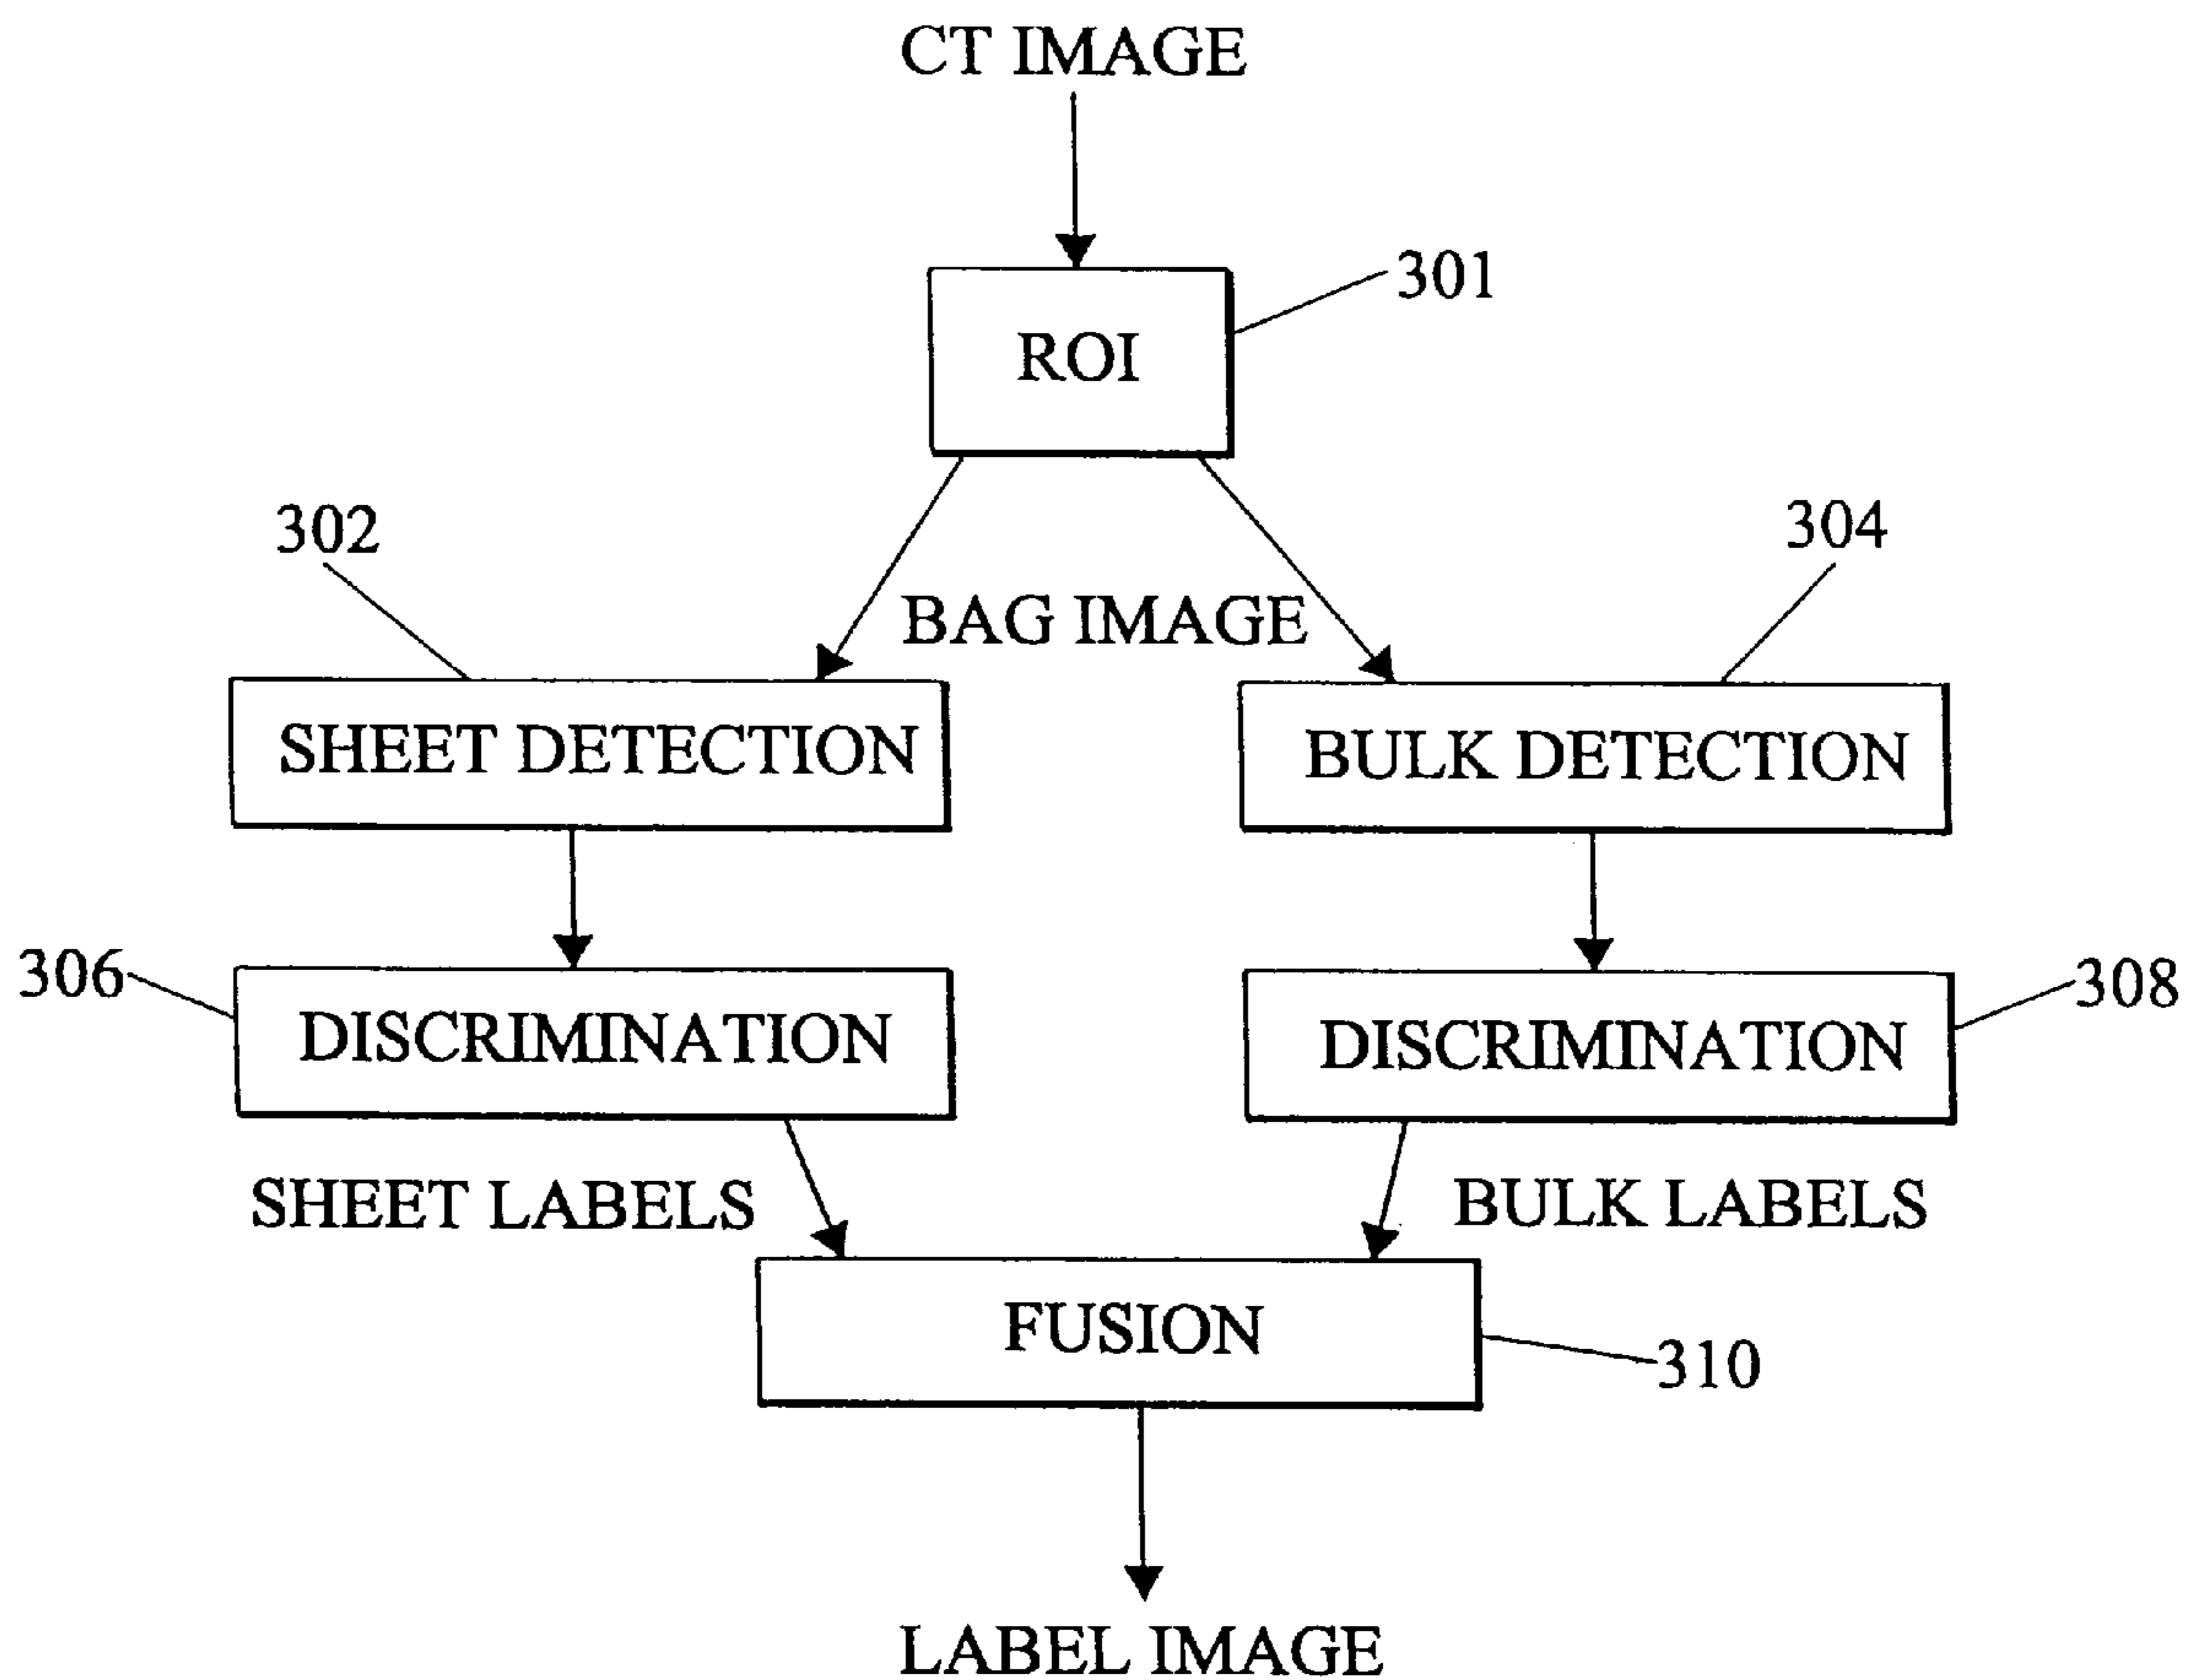 CT IMAGE
301
ROI
302
304
BAG IMAGE
SHEET DETECTION
BULK DETECTION
306
DISCRIMINATION
DISCRIMINATION
308
SHEET LABELS
BULK LABELS
FUSION
310
LABEL IMAGE